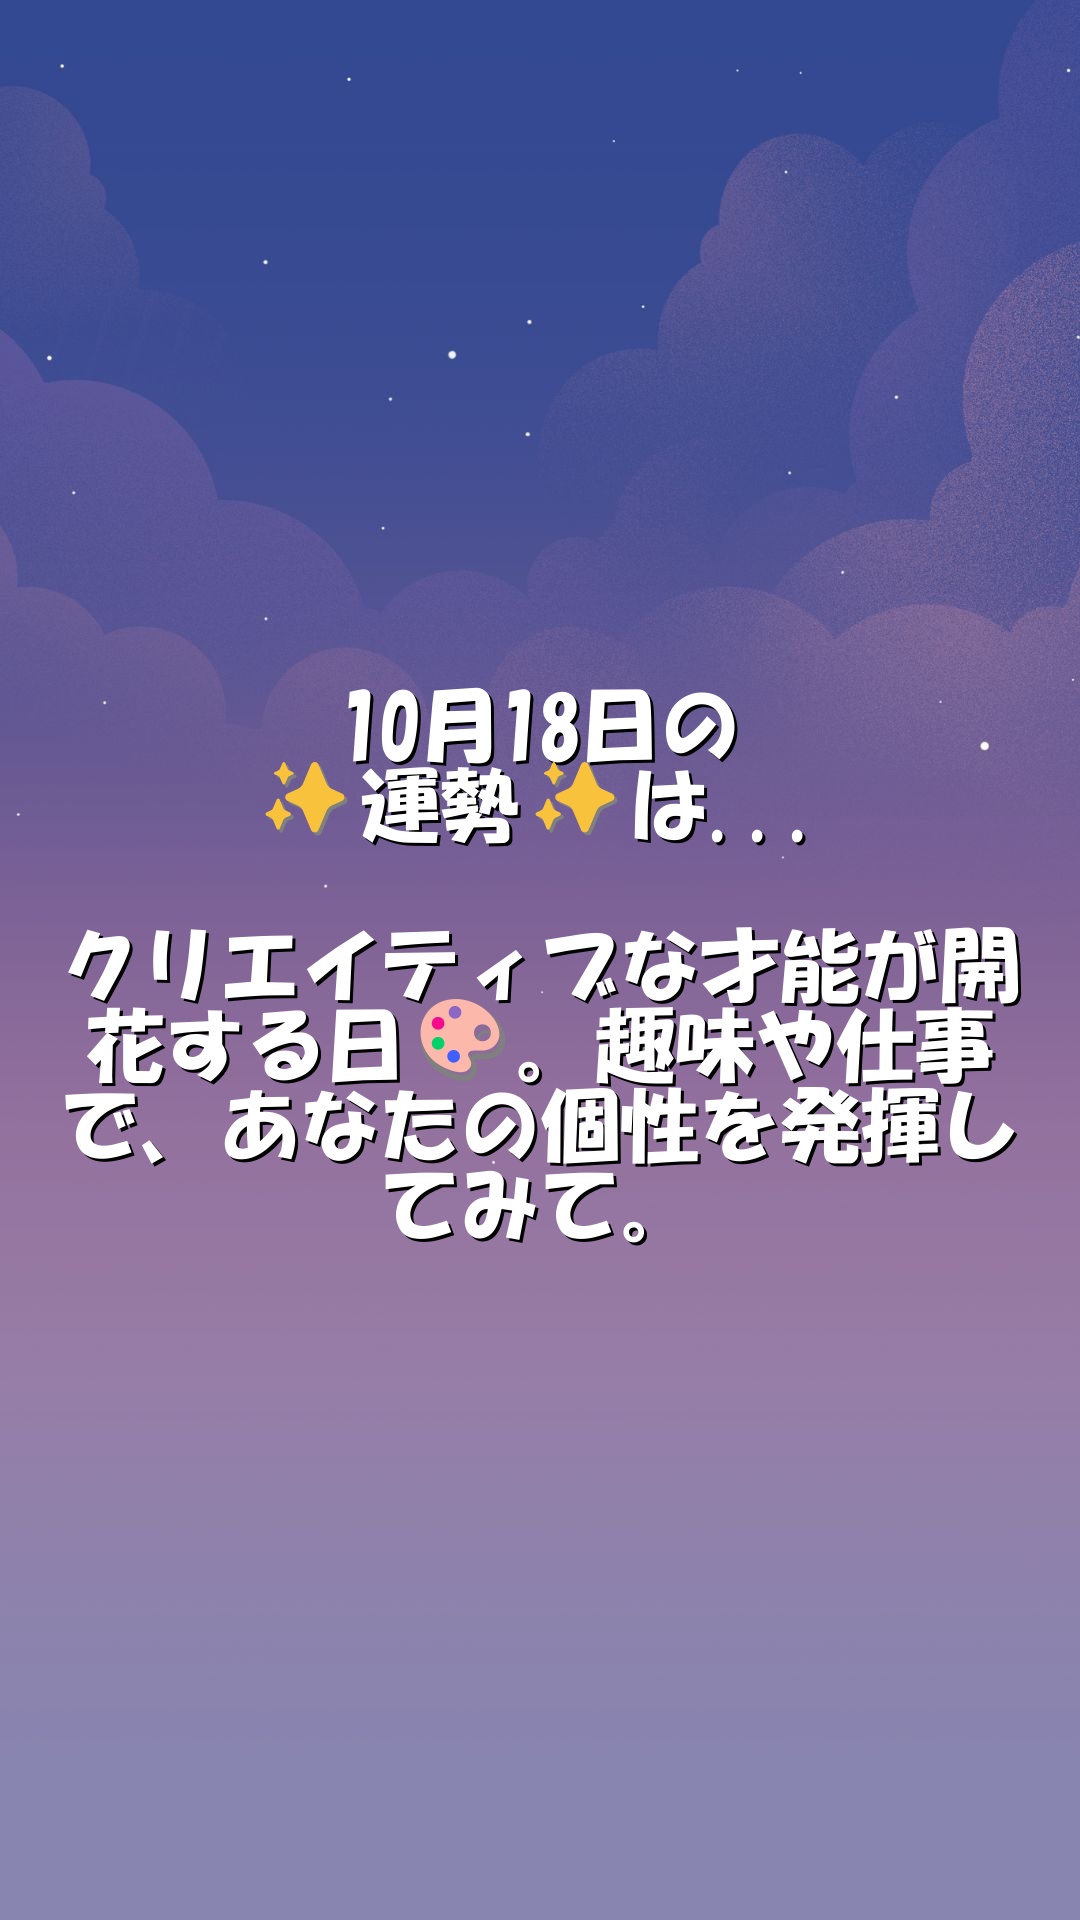 10月18日の
✨運勢✨は...
クリエイティブな才能が開
花する日🎨。趣味や仕事
で、あなたの個性を発揮し
てみて。